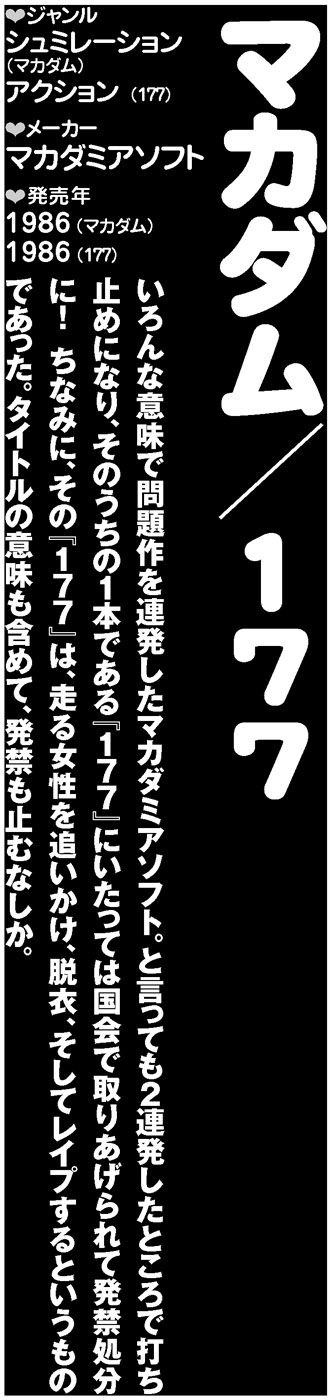 マカダム／177
❤ジャンル
シュミレーション
（マカダム）
アクション（177）
❤メーカー
マカダミアソフト
❤発売年
1986（マカダム）
1986（177）
いろんな意味で問題作を連発したマカダミアソフト。と言っても2連発したところで打ち
止めになり、そのうちの1本である『177』にいたっては国会で取りあげられて発禁処分
に！ ちなみに、その『177』は、走る女性を追いかけ、脱衣、そしてレイプするというもの
であった。タイトルの意味も含めて、発禁も止むなしか。